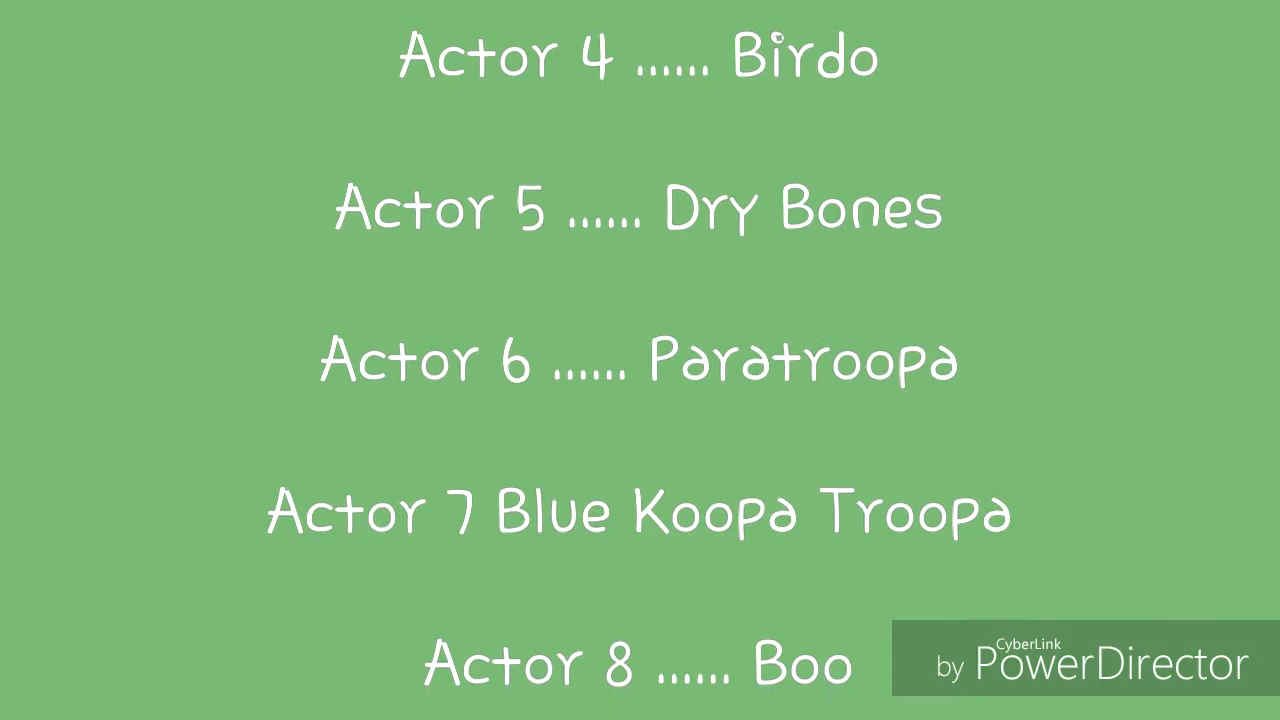 Actor 4 ...... Birdo
Actor 5 ...... Dry Bones
Actor 6 ...... Paratroopa
Actor 7 Blue Koopa Troopa
Actor 8 ...... Boo
CyberLink
by PowerDirector